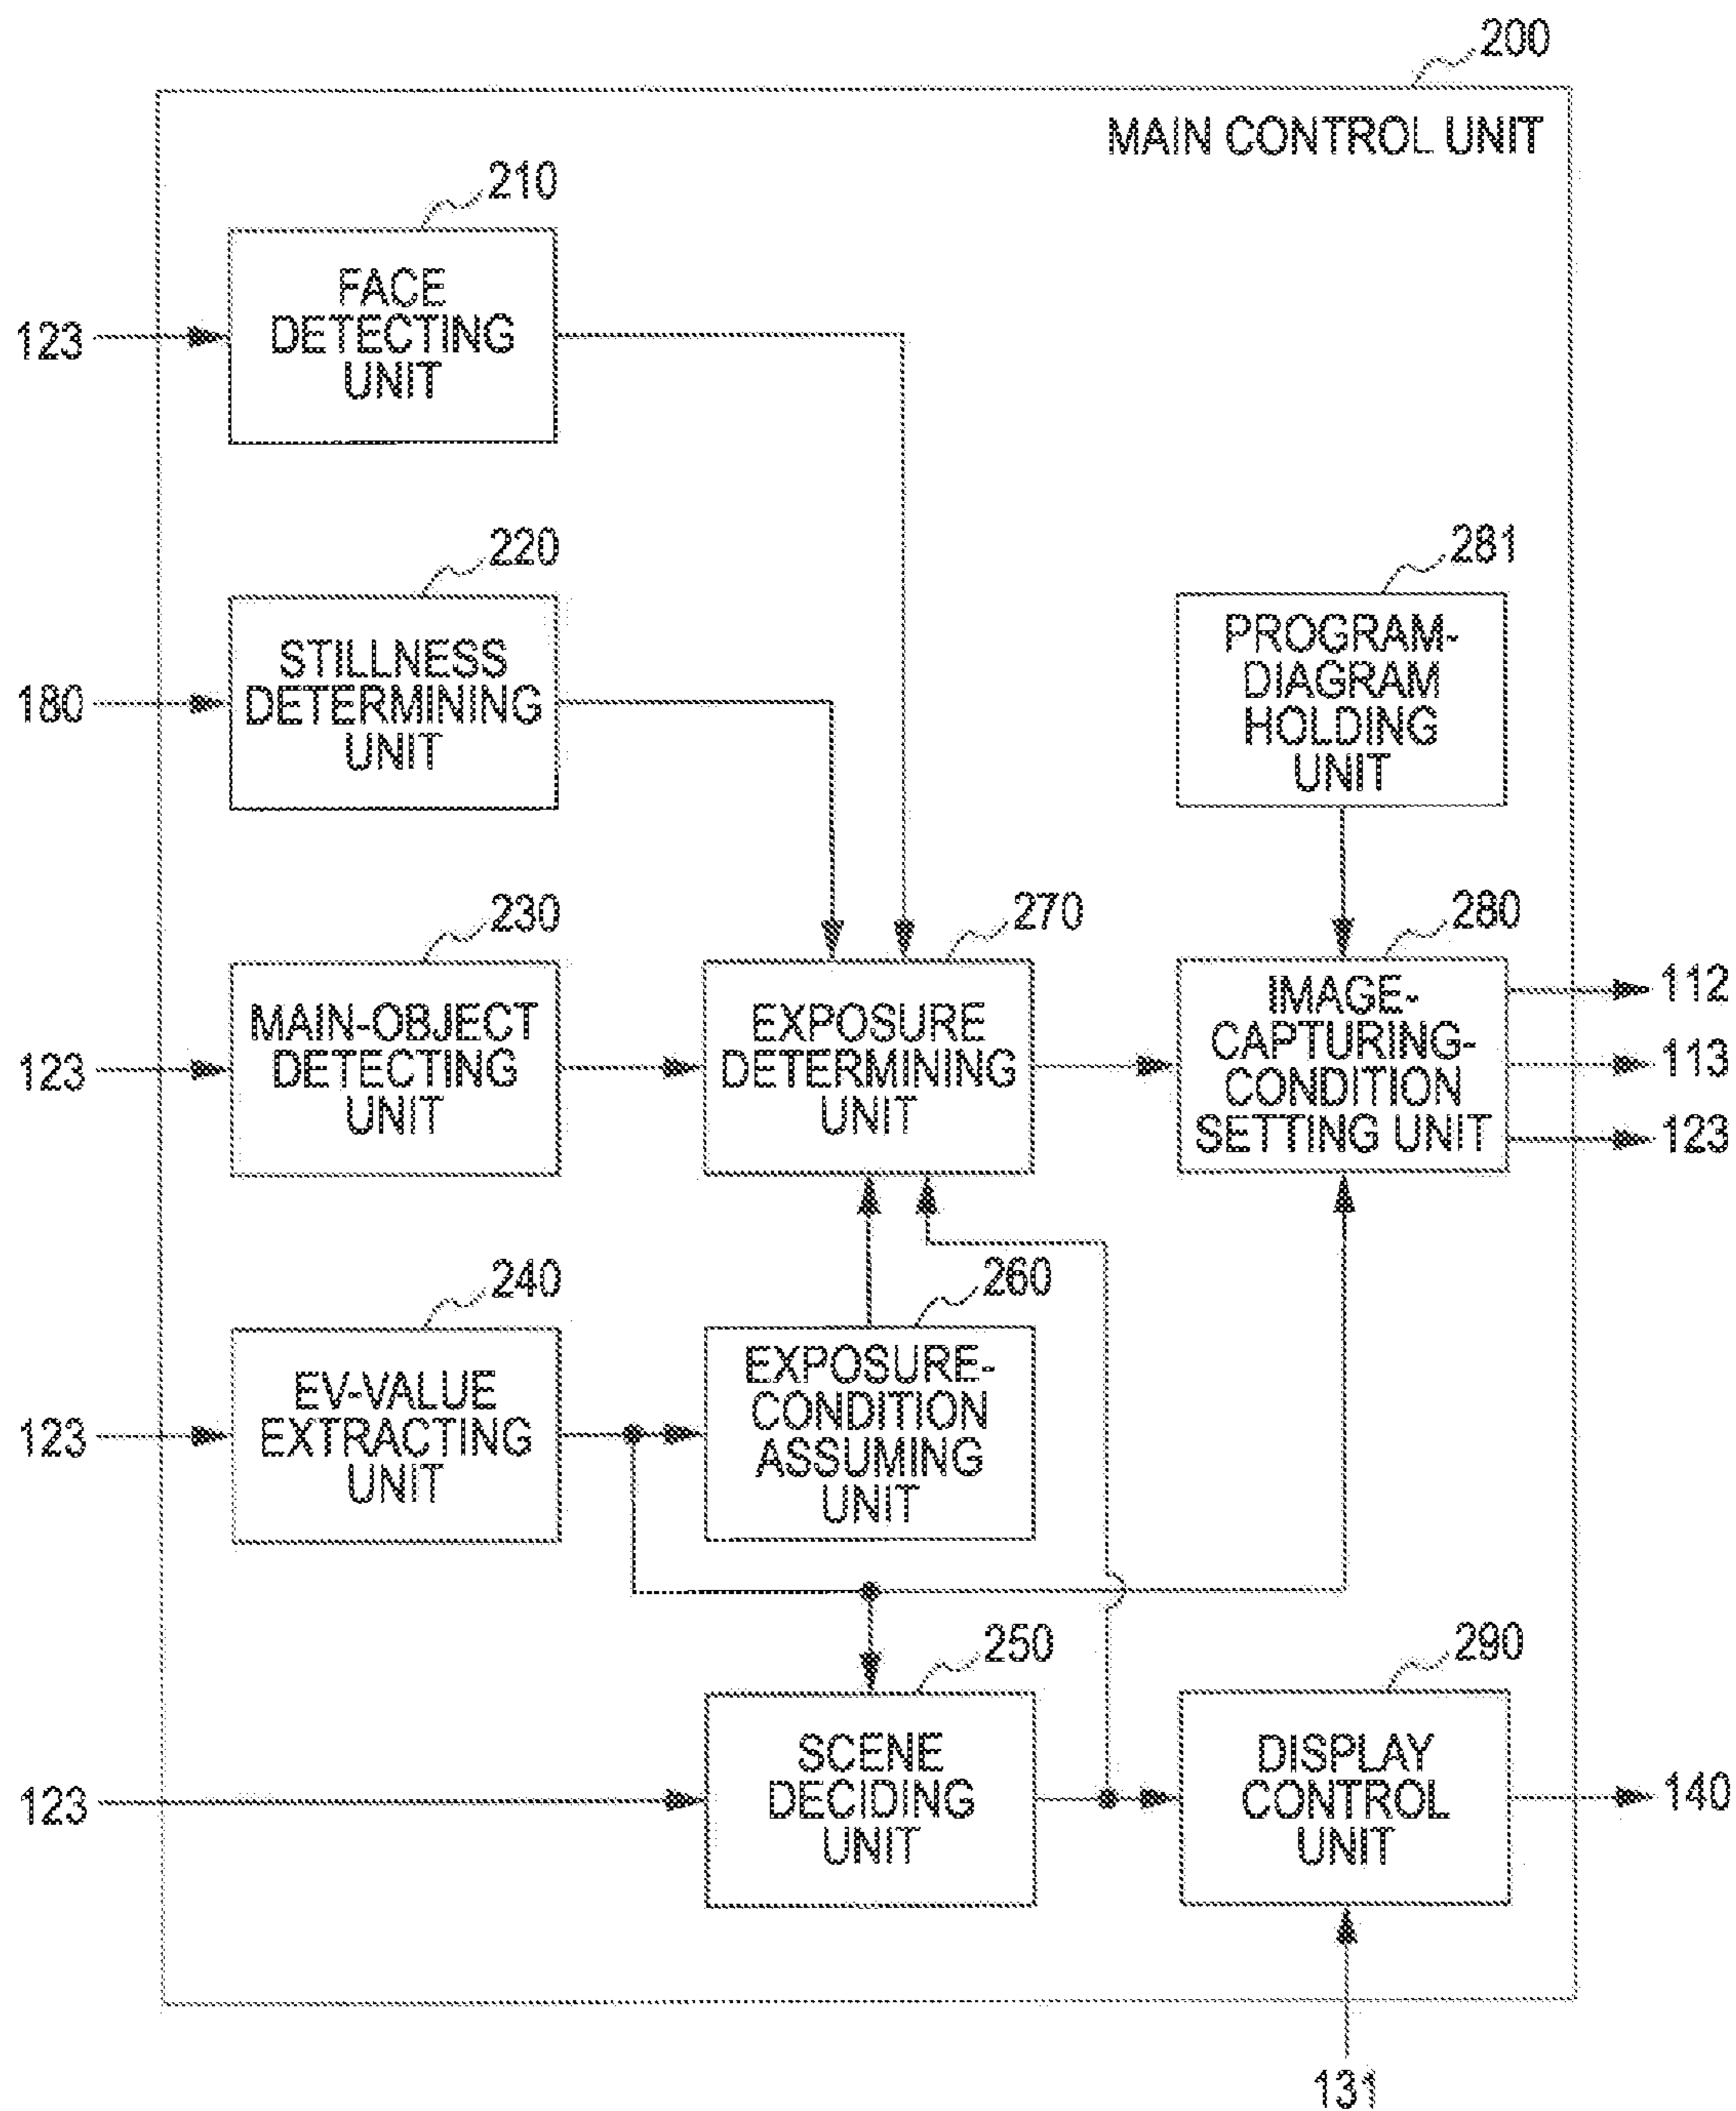 200
MAIN CONTROL UNIT
210
FACE
DETECTING
UNIT
123
220
STILLNESS
DETERMINING
UNIT
180
281
PROGRAM-
DIAGRAM
HOLDING
UNIT
230
MAIN-OBJECT
DETECTING
UNIT
123
270
EXPOSURE
DETERMINING
UNIT
280
IMAGE-
CAPTURING-
CONDITION
SETTING UNIT
112
113
123
240
EV-VALUE
EXTRACTING
UNIT
123
260
EXPOSURE-
CONDITION
ASSUMING
UNIT
250
SCENE
DECIDING
UNIT
123
290
DISPLAY
CONTROL
UNIT
140
131